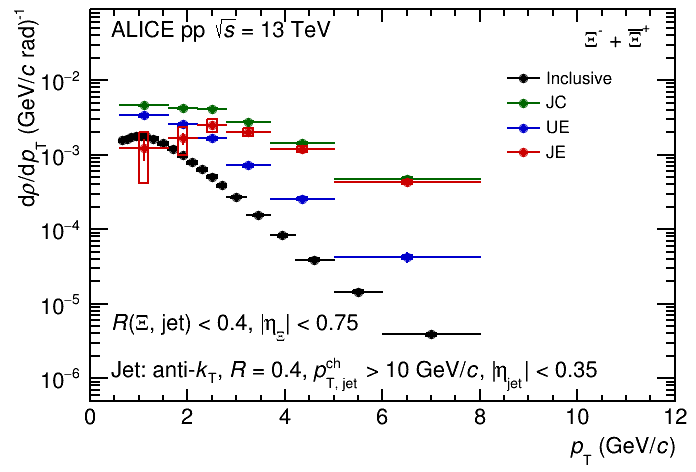 ALICE pp √s = 13 TeV
Ξ⁻ + Ξ̅⁺
Inclusive
JC
UE
JE
dρ/dp_T (GeV/c rad)⁻¹
10⁻²
10⁻³
10⁻⁴
10⁻⁵
10⁻⁶
R(Ξ, jet) < 0.4, |η_Ξ| < 0.75
Jet: anti-k_T, R = 0.4, p_T, jet^ch > 10 GeV/c, |η_jet| < 0.35
0 2 4 6 8 10 12
p_T (GeV/c)